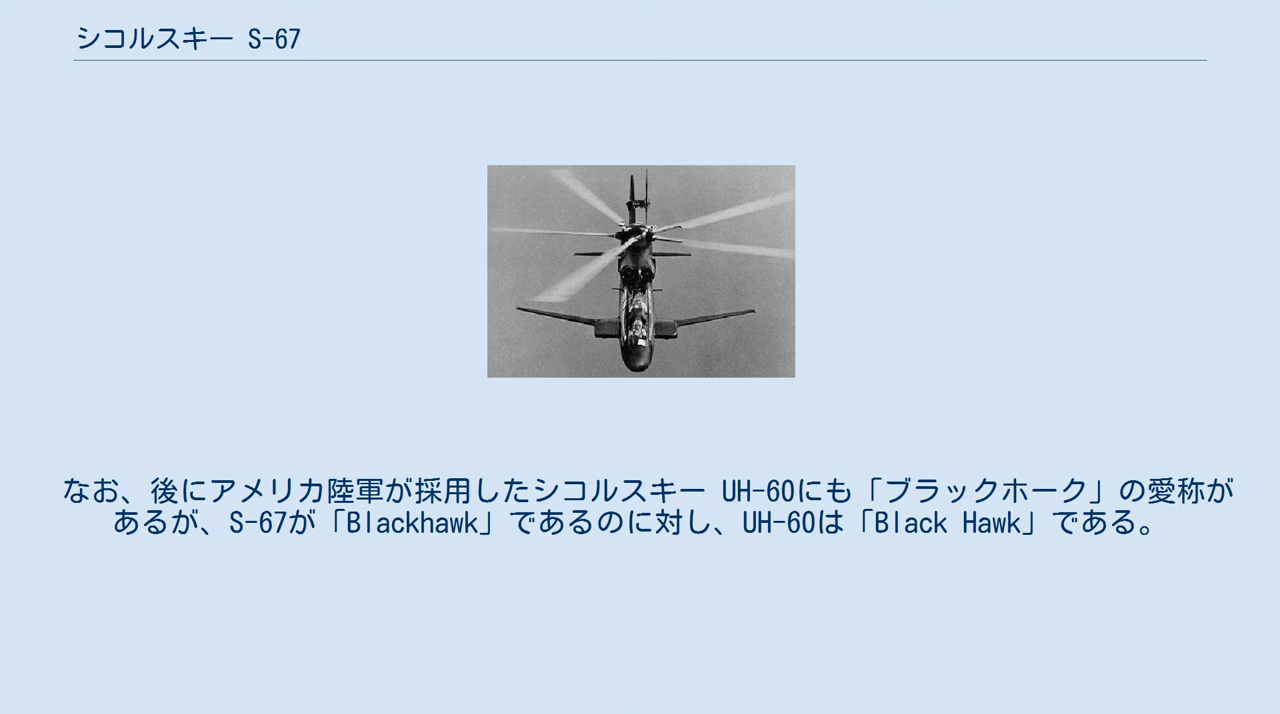 シコルスキー S-67
なお、後にアメリカ陸軍が採用したシコルスキー UH-60にも「ブラックホーク」の愛称が
あるが、S-67が「Blackhawk」であるのに対し、UH-60は「Black Hawk」である。